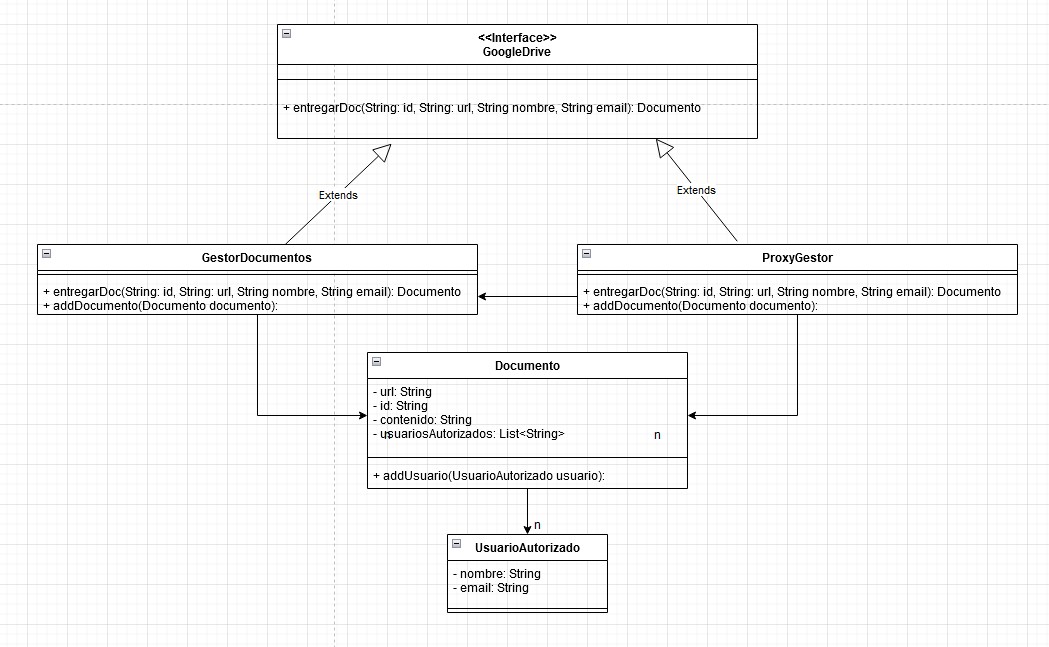 <<Interface>>
GoogleDrive
+ entregarDoc(String: id, String: url, String nombre, String email): Documento
Extends
Extends
GestorDocumentos
+ entregarDoc(String: id, String: url, String nombre, String email): Documento
+ addDocumento(Documento documento):
ProxyGestor
+ entregarDoc(String: id, String: url, String nombre, String email): Documento
+ addDocumento(Documento documento):
Documento
- url: String
- id: String
- contenido: String
- usuariosAutorizados: List<String>
n
n
+ addUsuario(UsuarioAutorizado usuario):
n
UsuarioAutorizado
- nombre: String
- email: String